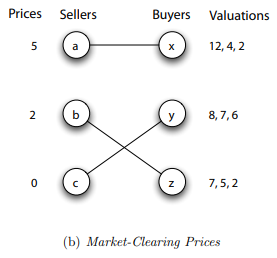 Prices Sellers Buyers Valuations
5 a x 12, 4, 2
2 b y 8, 7, 6
0 c z 7, 5, 2
(b) Market-Clearing Prices